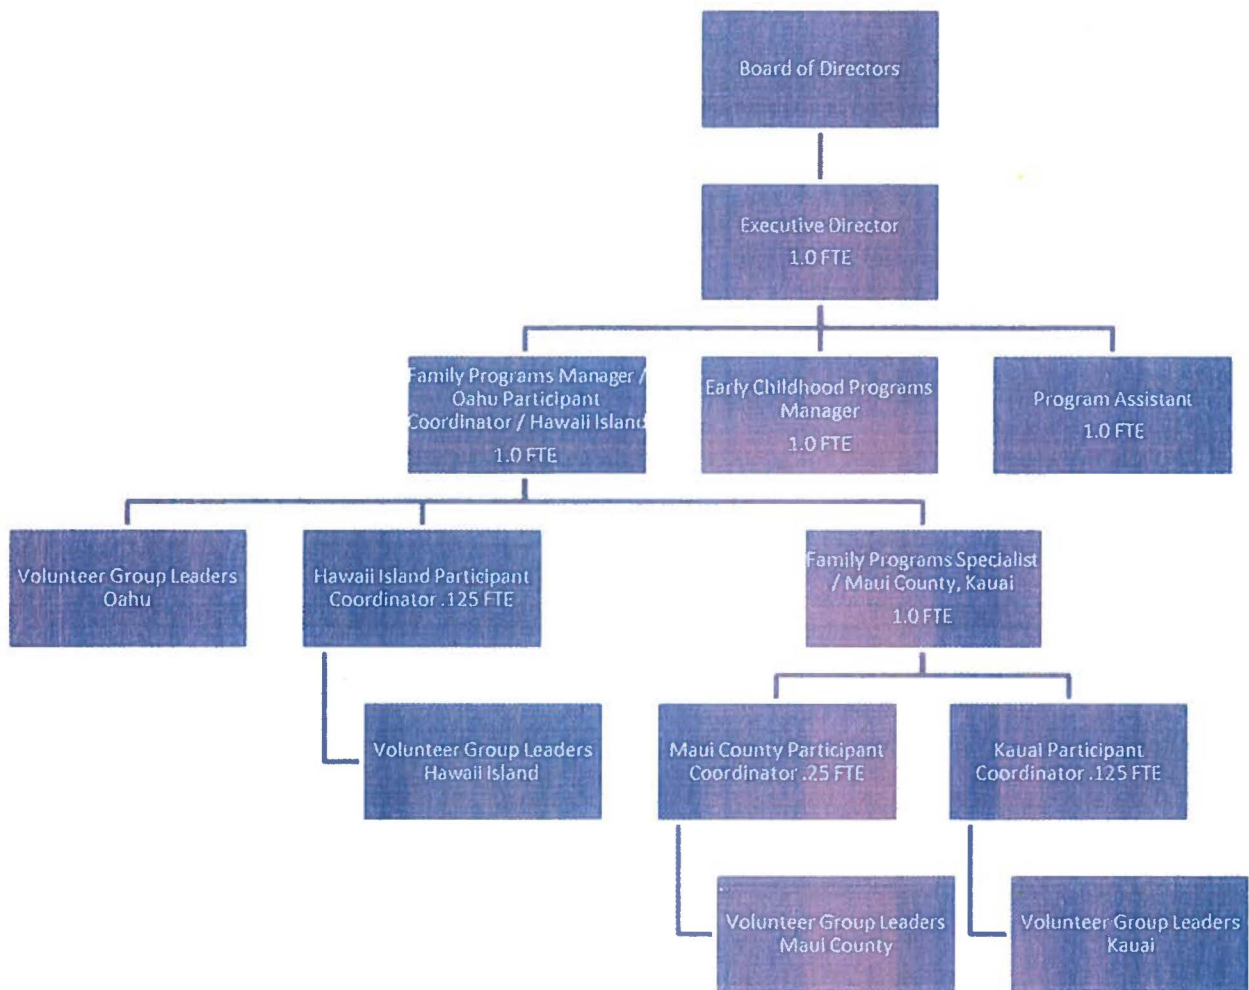 Board of Directors
Executive Director
1.0 FTE
Family Programs Manager /
Oahu Participant
Coordinator / Hawaii Island
1.0 FTE
Early Childhood Programs
Manager
1.0 FTE
Program Assistant
1.0 FTE
Volunteer Group Leaders
Oahu
Hawaii Island Participant
Coordinator .125 FTE
Family Programs Specialist
/ Maui County, Kauai
1.0 FTE
Volunteer Group Leaders
Hawaii Island
Maui County Participant
Coordinator .25 FTE
Kauai Participant
Coordinator .125 FTE
Volunteer Group Leaders
Maui County
Volunteer Group Leaders
Kauai